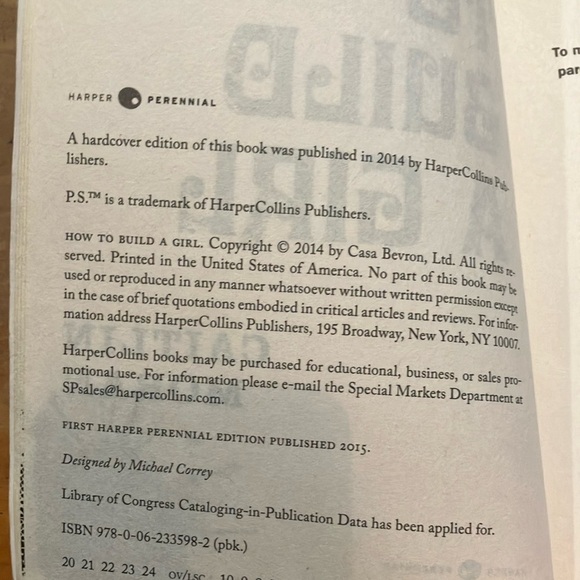 HARPER PERENNIAL
To
par
A hardcover edition of this book was published in 2014 by HarperCollins Pub-
lishers.
P.S.™ is a trademark of HarperCollins Publishers.
HOW TO BUILD A GIRL. Copyright © 2014 by Casa Bevron, Ltd. All rights re-
served. Printed in the United States of America. No part of this book may be
used or reproduced in any manner whatsoever without written permission except
in the case of brief quotations embodied in critical articles and reviews. For infor-
mation address HarperCollins Publishers, 195 Broadway, New York, NY 10007.
HarperCollins books may be purchased for educational, business, or sales pro-
motional use. For information please e-mail the Special Markets Department at
SPsales@harpercollins.com.
FIRST HARPER PERENNIAL EDITION PUBLISHED 2015.
Designed by Michael Correy
Library of Congress Cataloging-in-Publication Data has been applied for.
ISBN 978-0-06-233598-2 (pbk.)
20 21 22 23 24 OV/LSC 10